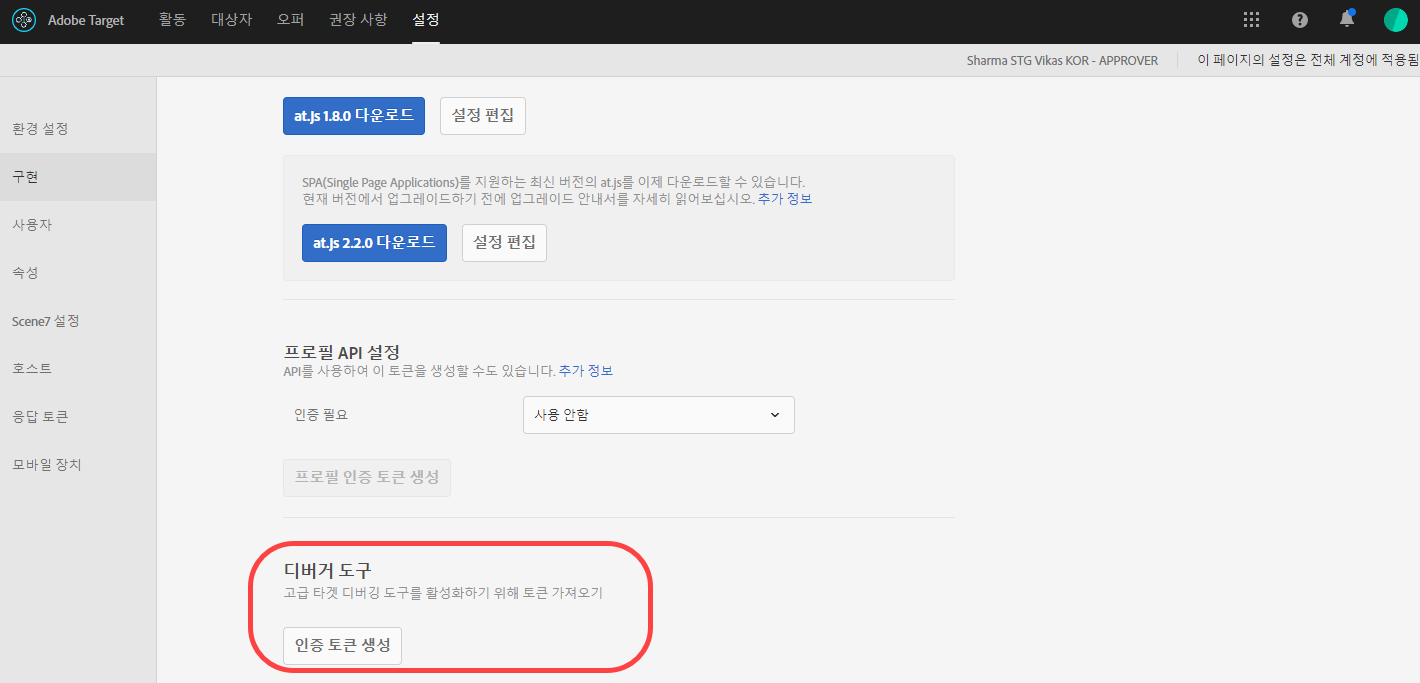 Adobe Target 활동 대상자 오퍼 권장 사항 설정
Sharma STG Vikas KOR - APPROVER 이 페이지의 설정은 전체 계정에 적용됨
환경 설정
구현
사용자
속성
Scene7 설정
호스트
응답 토큰
모바일 장치
at.js 1.8.0 다운로드 설정 편집
SPA(Single Page Applications)를 지원하는 최신 버전의 at.js를 이제 다운로드할 수 있습니다.
현재 버전에서 업그레이드하기 전에 업그레이드 안내서를 자세히 읽어보십시오. 추가 정보
at.js 2.2.0 다운로드 설정 편집
프로필 API 설정
API를 사용하여 이 토큰을 생성할 수도 있습니다. 추가 정보
인증 필요 사용 안함
프로필 인증 토큰 생성
디버거 도구
고급 타겟 디버깅 도구를 활성화하기 위해 토큰 가져오기
인증 토큰 생성